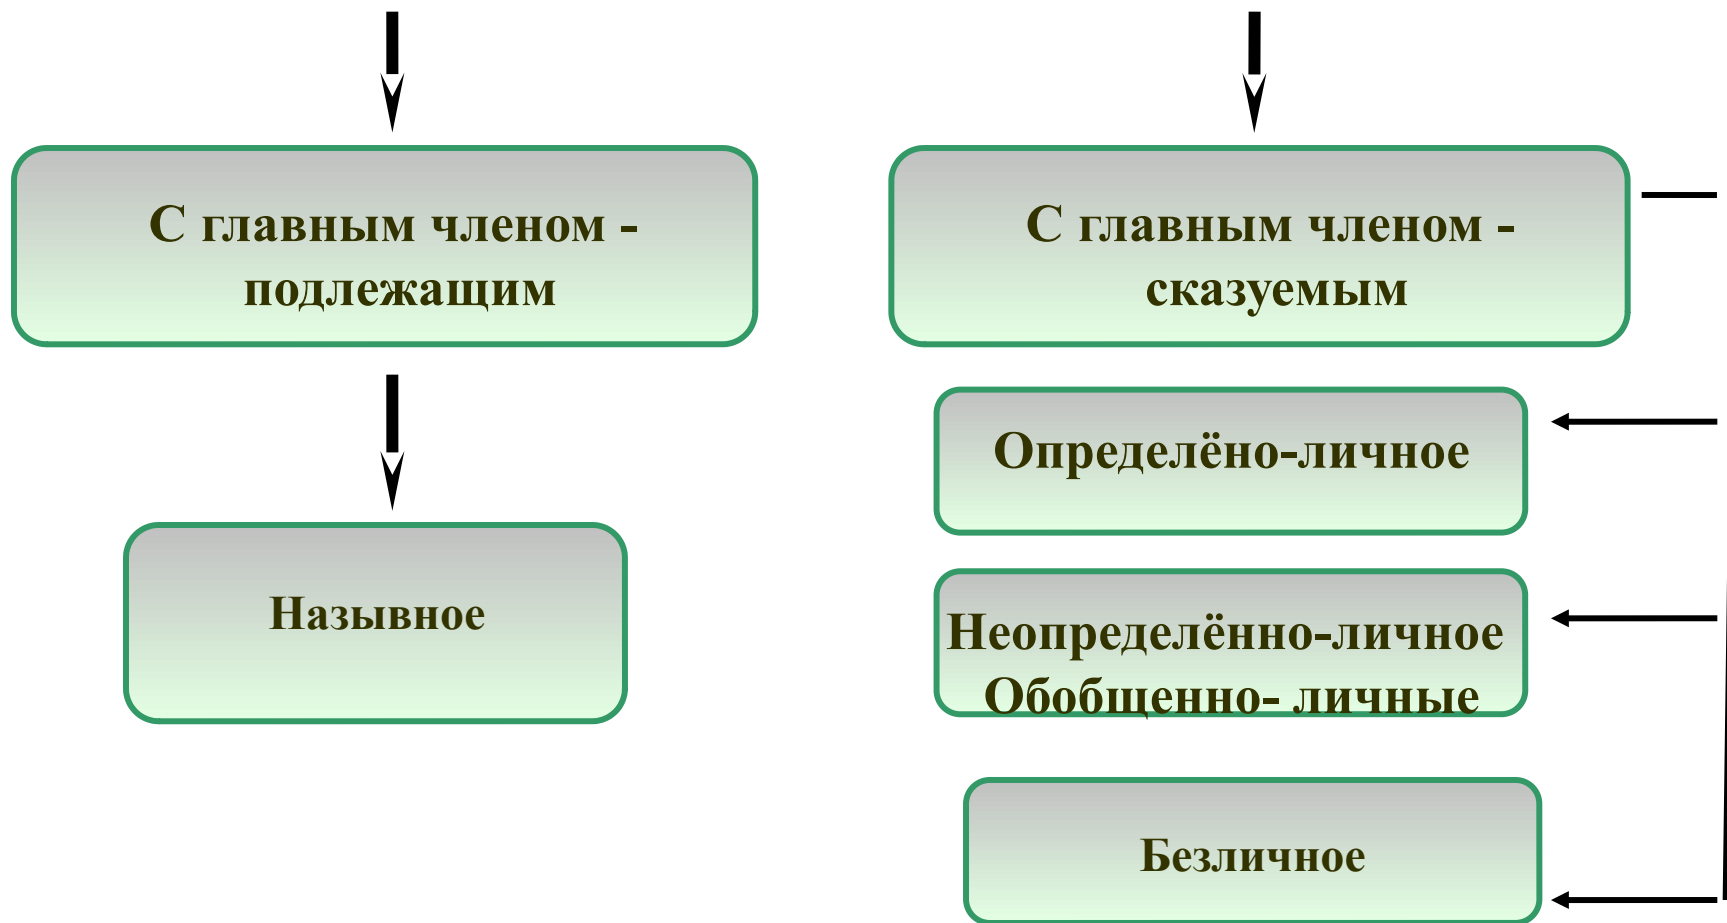 С главным членом -
подлежащим
С главным членом -
сказуемым
Определёно-личное
Назывное
Неопределённо-личное
Обобщенно- личные
Безличное